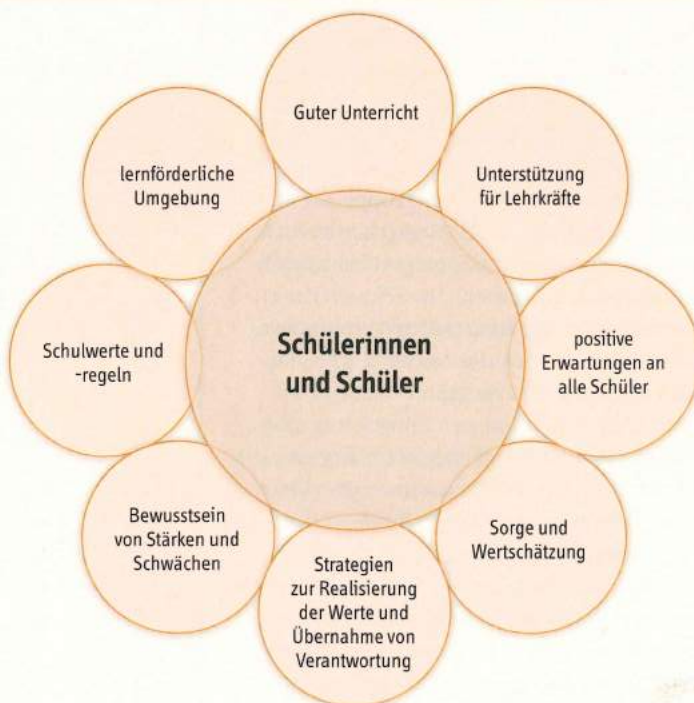 Guter Unterricht
Unterstützung
für Lehrkräfte
positive
Erwartungen an
alle Schüler
Sorge und
Wertschätzung
Strategien
zur Realisierung
der Werte und
Übernahme von
Verantwortung
Bewusstsein
von Stärken und
Schwächen
Schulwerte und
-regeln
lernförderliche
Umgebung
Schülerinnen
und Schüler